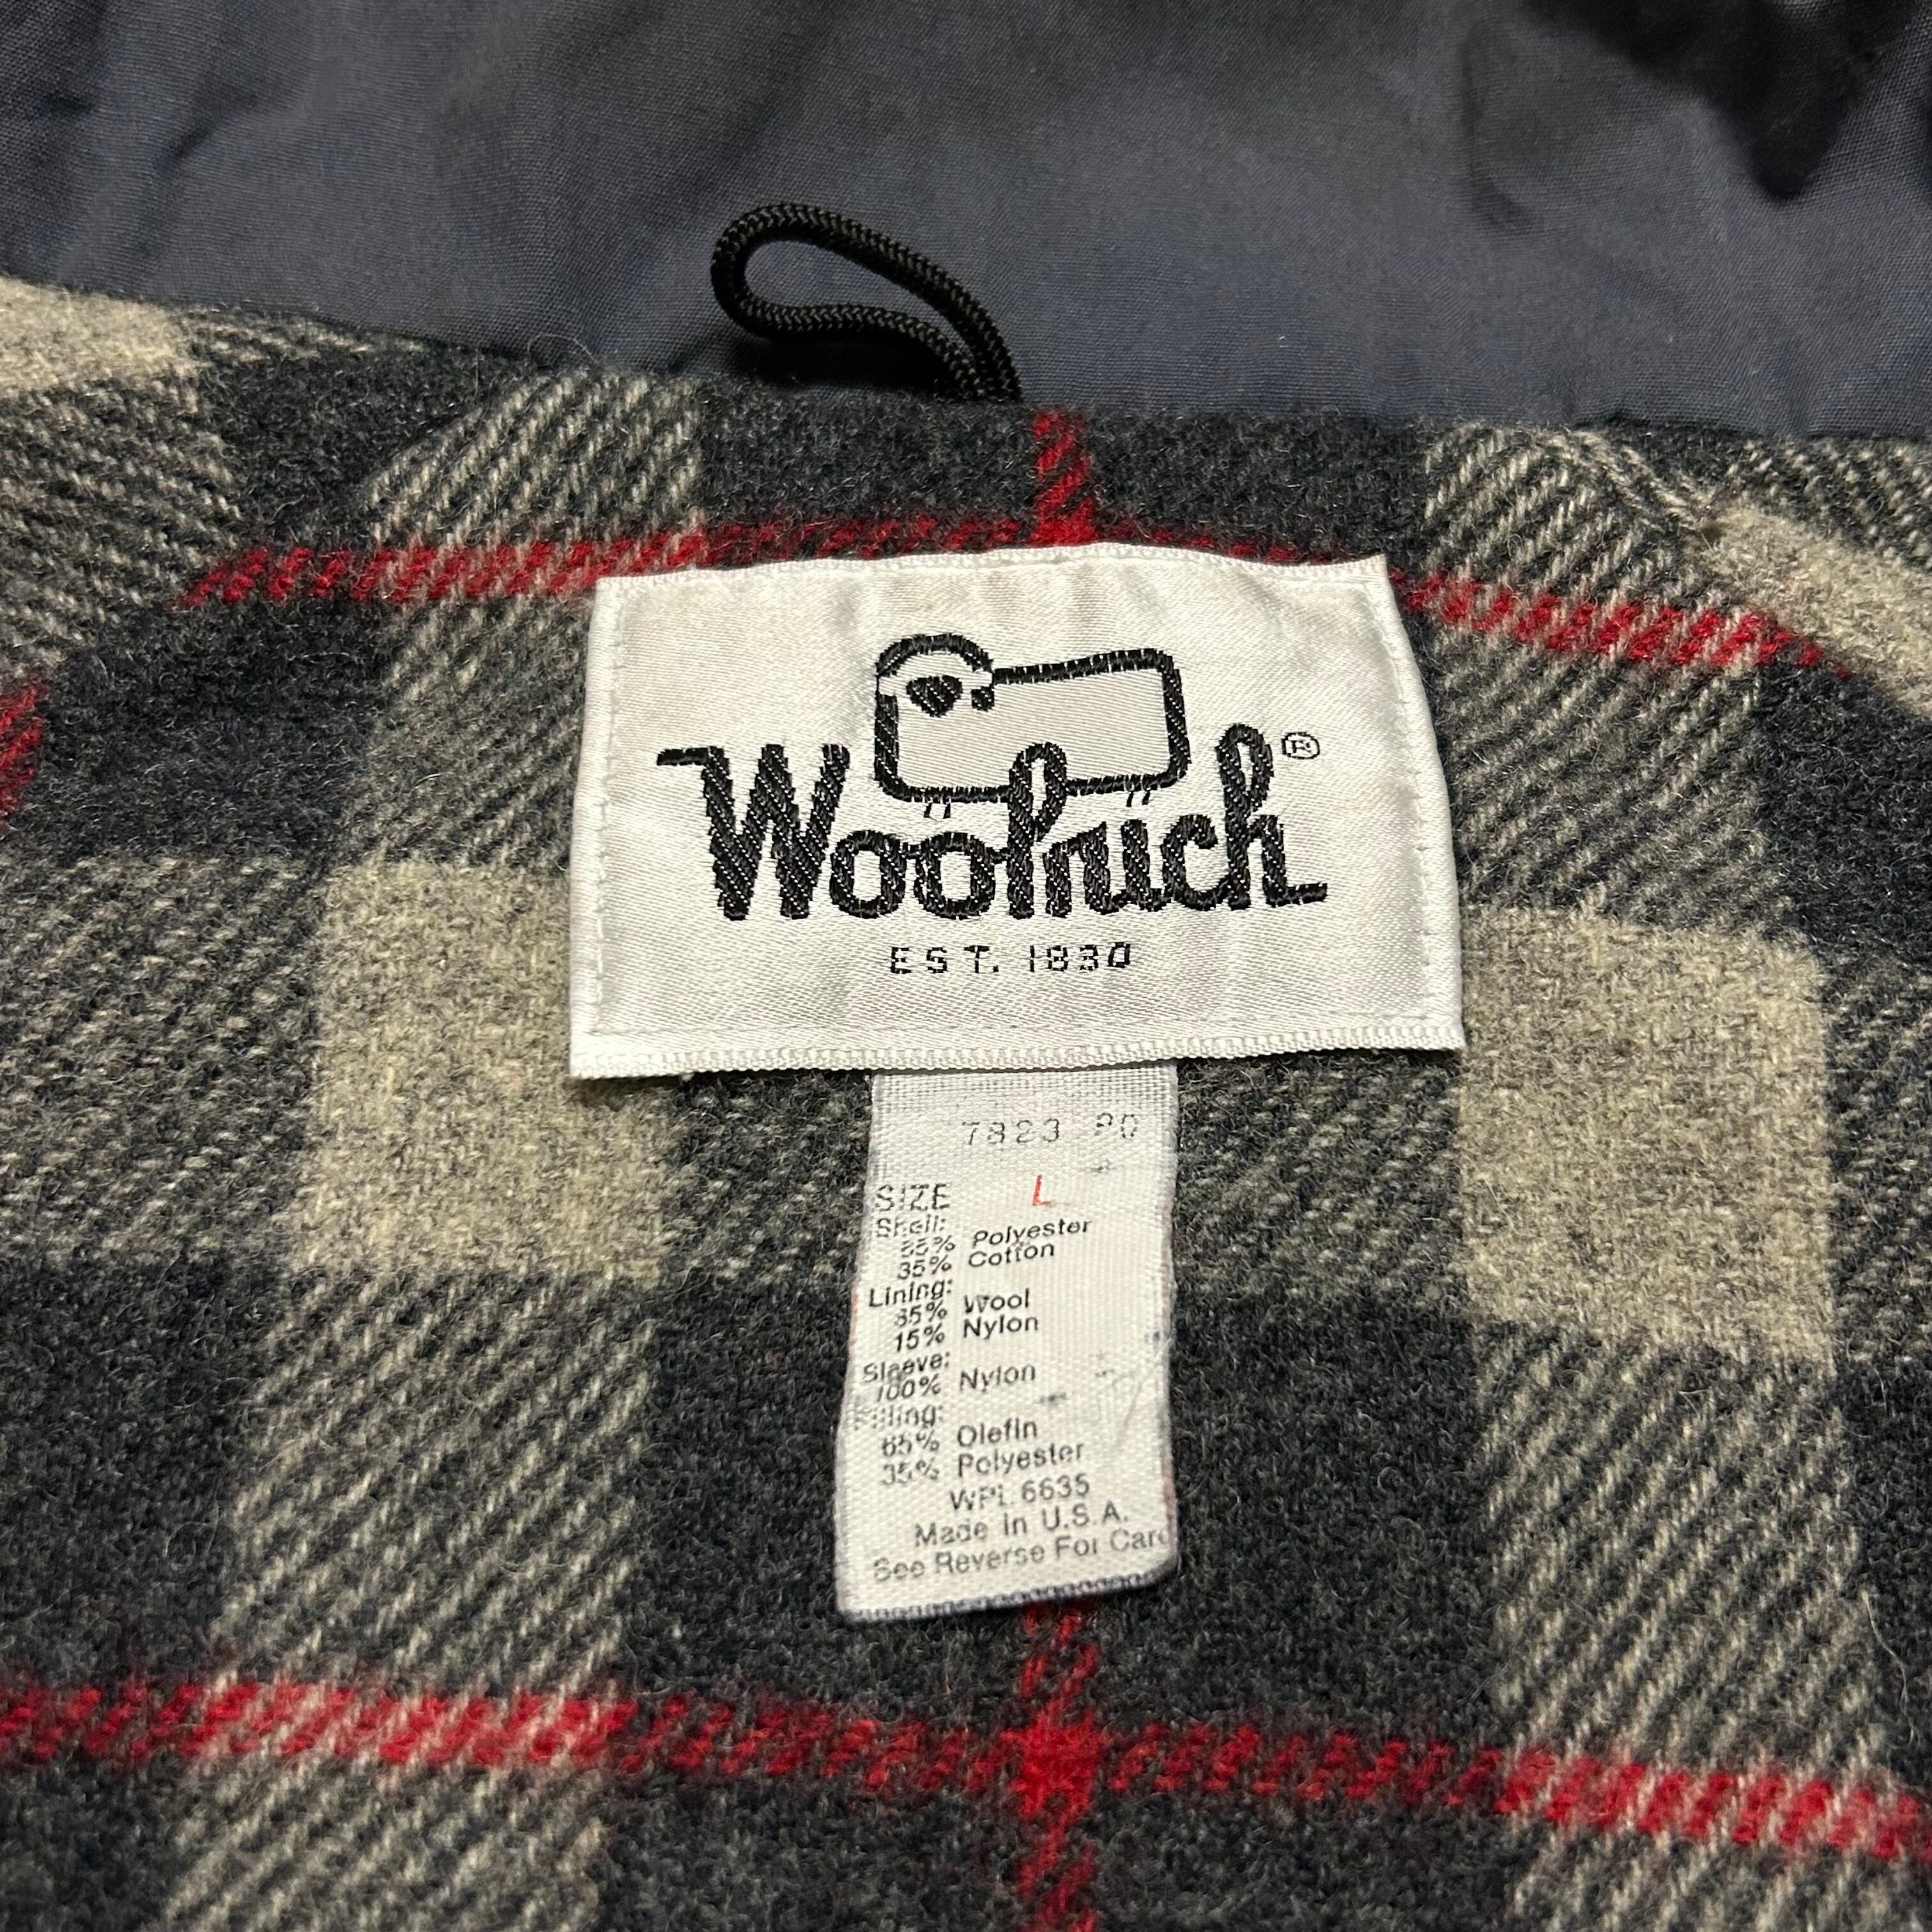 Woolrich®
EST. 1830
7823 20
SIZE L
Shell:
65% Polyester
35% Cotton
Lining:
85% Wool
15% Nylon
Sleeve:
100% Nylon
Filling:
65% Olefin
35% Polyester
WPL 6635
Made In U.S.A.
See Reverse For Care